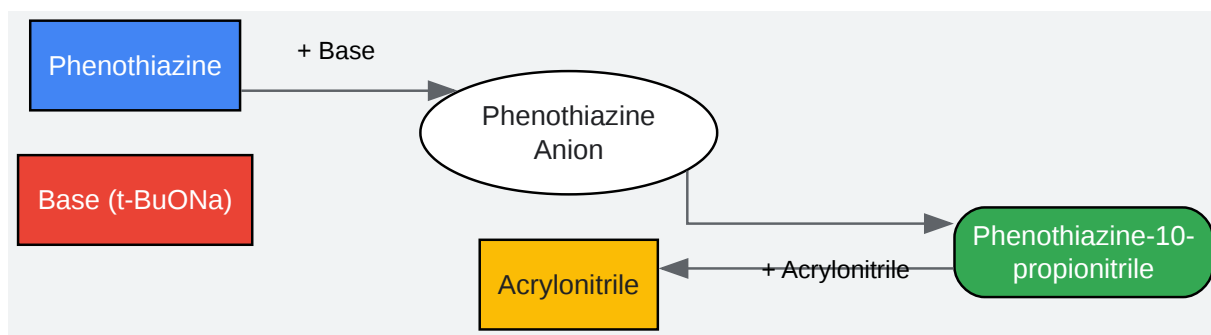 Phenothiazine
+ Base
Phenothiazine
Anion
Base (t-BuONa)
Phenothiazine-10-
propionitrile
+ Acrylonitrile
Acrylonitrile